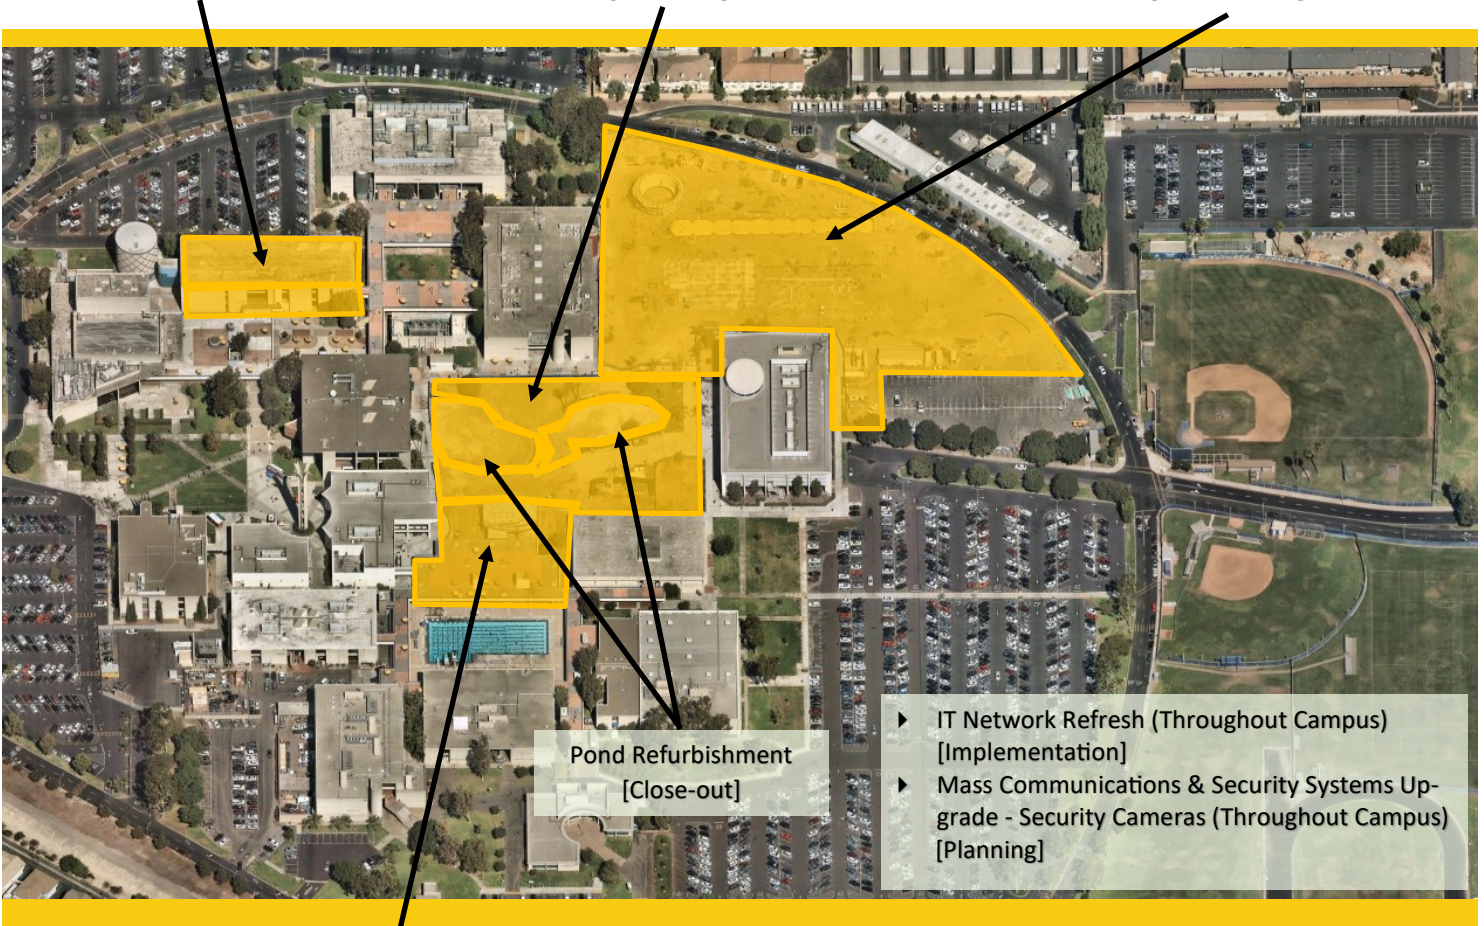 Pond Refurbishment
[Close-out]
‣ IT Network Refresh (Throughout Campus)
[Implementation]
‣ Mass Communications & Security Systems Up-
grade - Security Cameras (Throughout Campus)
[Planning]